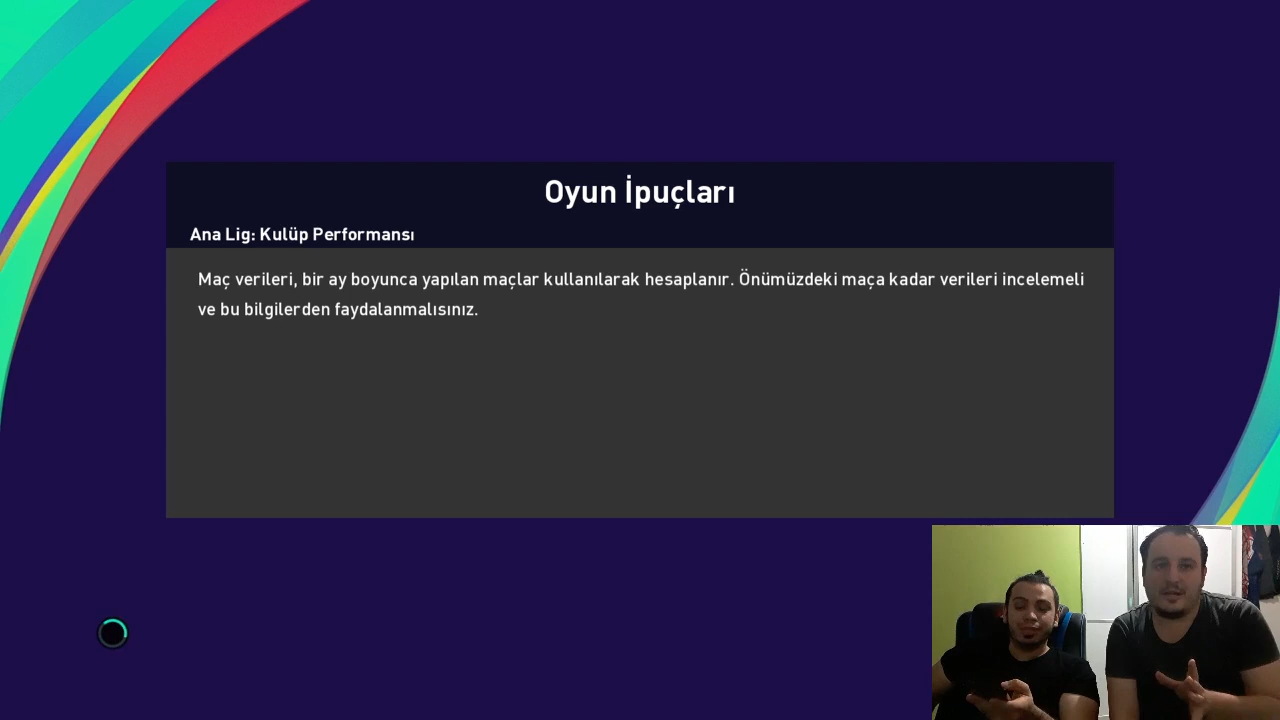 Oyun İpuçları
Ana Lig: Kulüp Performansı
Maç verileri, bir ay boyunca yapılan maçlar kullanılarak hesaplanır. Önümüzdeki maça kadar verileri incelemeli
ve bu bilgilerden faydalanmalısınız.